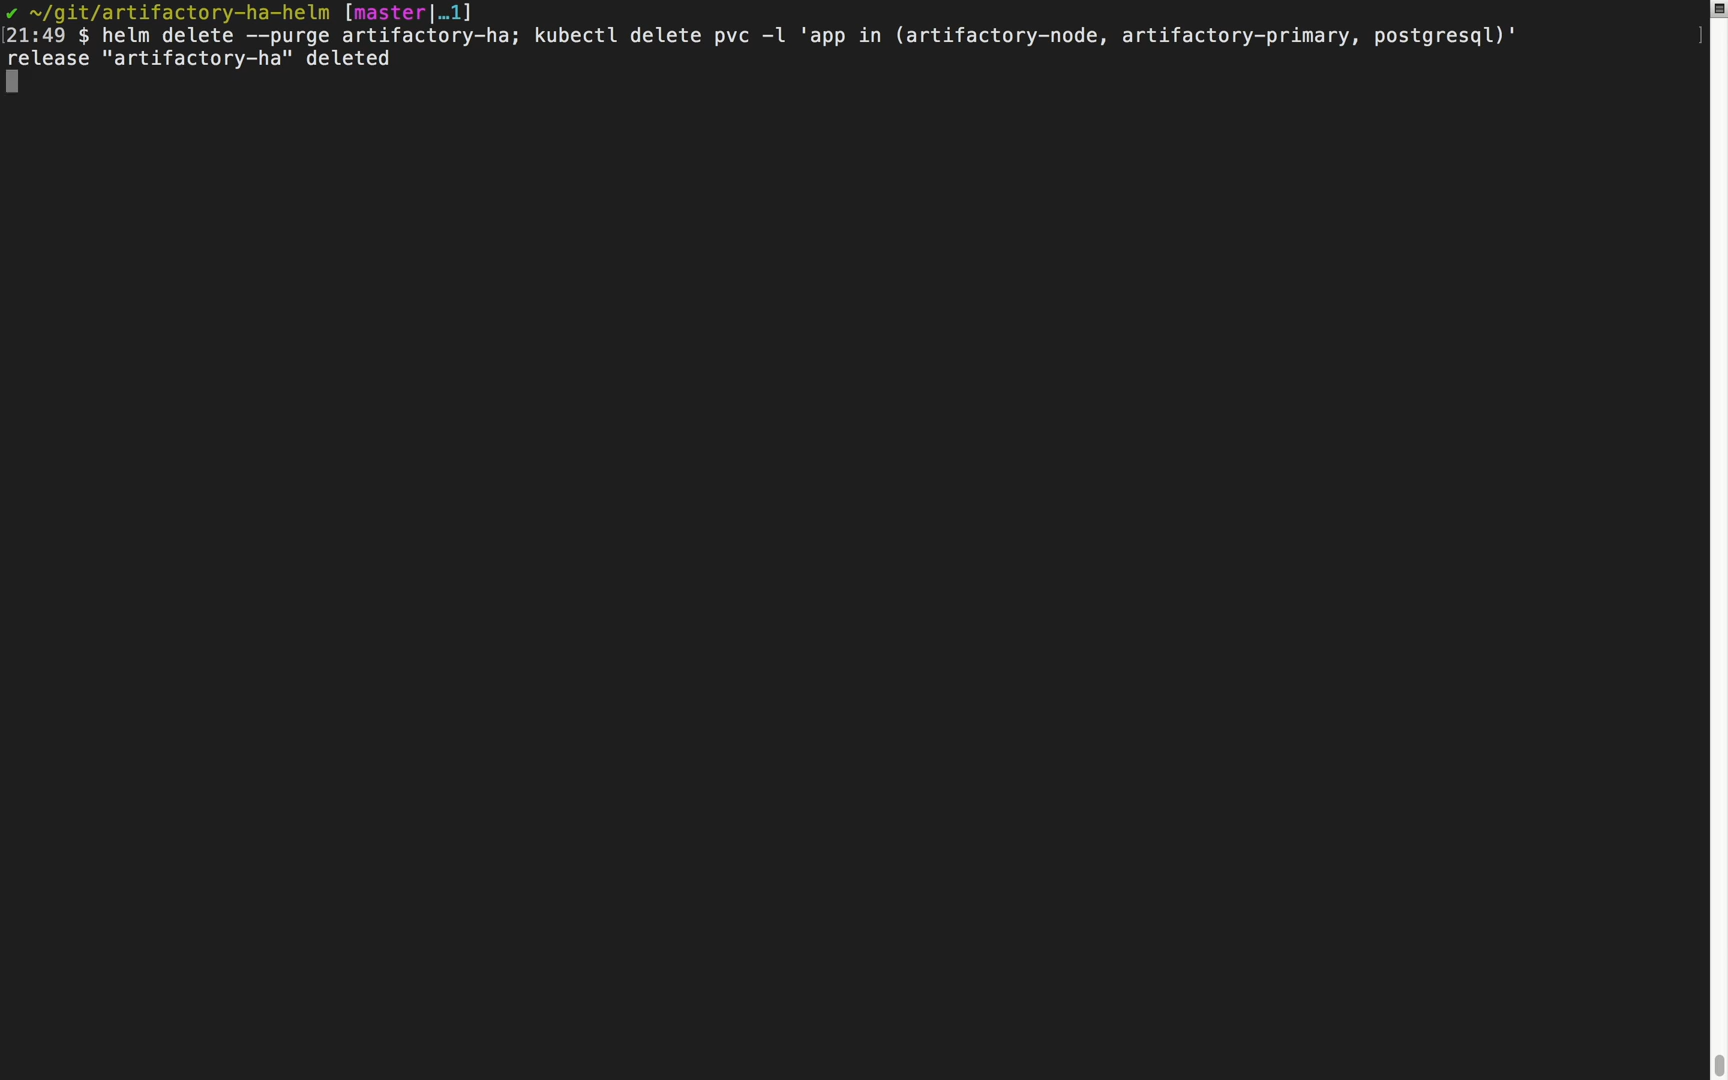 ✔ ~/git/artifactory-ha-helm [master|…1]
[21:49 $ helm delete --purge artifactory-ha; kubectl delete pvc -l 'app in (artifactory-node, artifactory-primary, postgresql)' ]
release "artifactory-ha" deleted